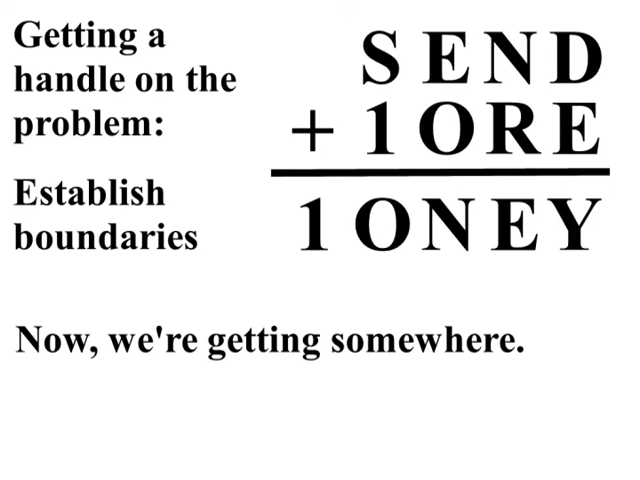 Getting a
handle on the
problem:
Establish
boundaries
SEND
+ 1ORE
1ONEY
Now, we're getting somewhere.